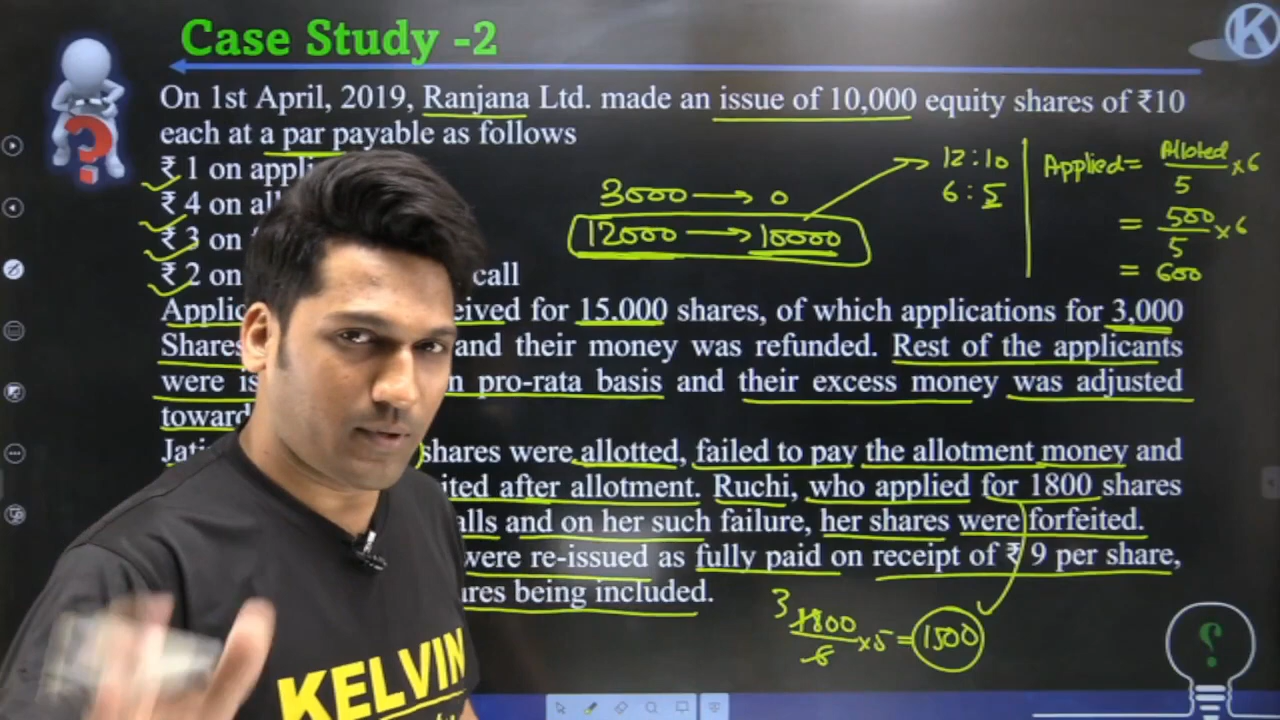 Case Study -2
K
On 1st April, 2019, Ranjana Ltd. made an issue of 10,000 equity shares of ₹10
each at a par payable as follows
₹ 1 on appli
₹ 4 on al
₹ 3 on
₹ 2 on call
3000 → 0
12000 → 10000
12:10
6:5
Applied = Alloted/5 ×6
= 500/5 ×6
= 600
Applic eived for 15,000 shares, of which applications for 3,000
Shares and their money was refunded. Rest of the applicants
were is n pro-rata basis and their excess money was adjusted
toward
Jati shares were allotted, failed to pay the allotment money and
ited after allotment. Ruchi, who applied for 1800 shares
alls and on her such failure, her shares were forfeited.
were re-issued as fully paid on receipt of ₹ 9 per share,
ares being included.
3 1800/6 ×5 = 1500
KELVIN